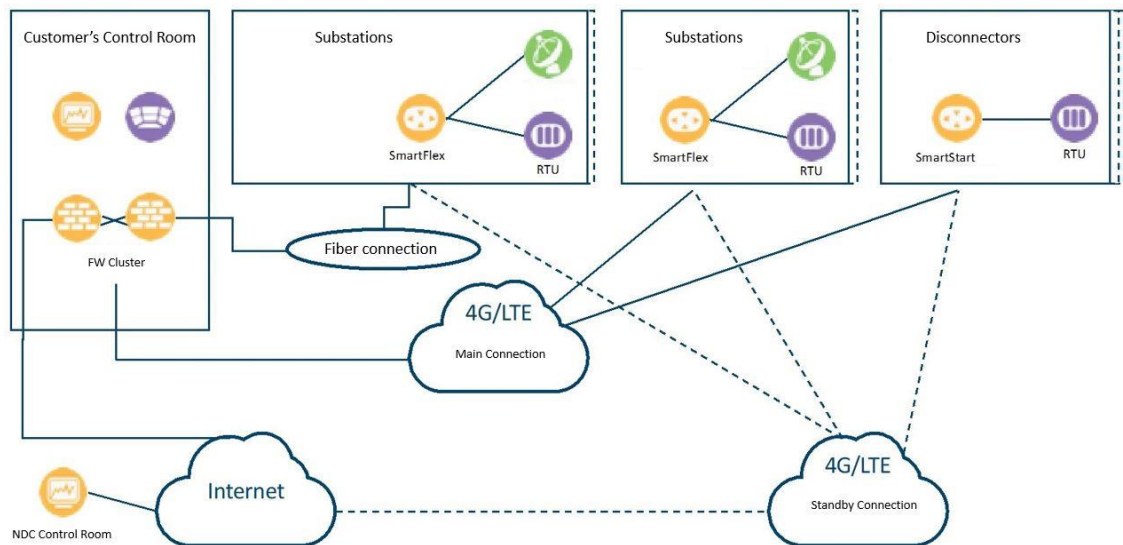 Customer's Control Room
Substations
Substations
Disconnectors
SmartFlex
RTU
SmartFlex
RTU
SmartStart
RTU
FW Cluster
Fiber connection
4G/LTE
Main Connection
Internet
4G/LTE
Standby Connection
NDC Control Room